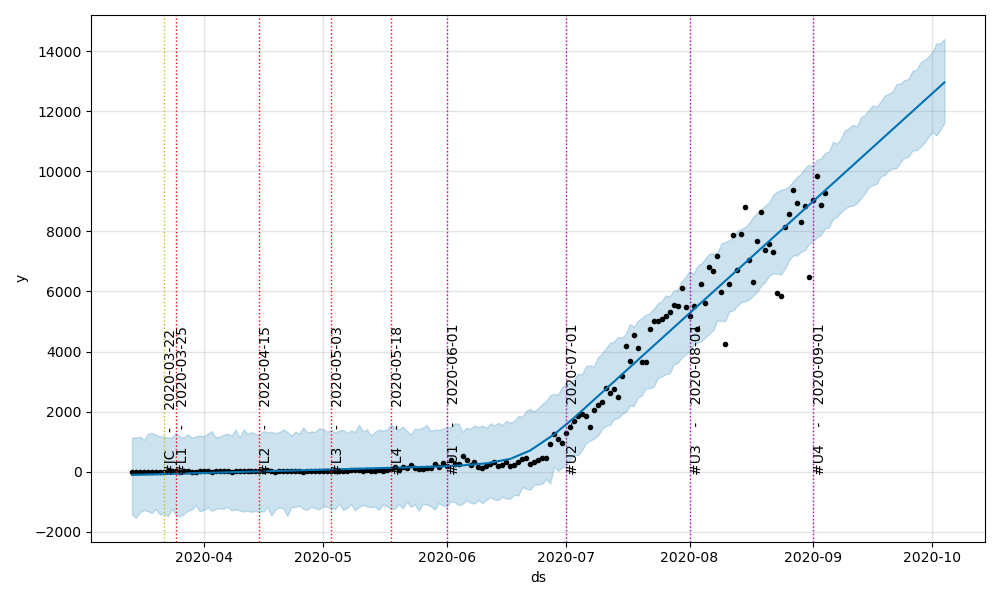 14000
12000
10000
8000
6000
4000
2000
0
−2000
y
#JC - 2020-03-22
#L1 - 2020-03-25
#L2 - 2020-04-15
#L3 - 2020-05-03
#L4 - 2020-05-18
#U1 - 2020-06-01
#U2 - 2020-07-01
#U3 - 2020-08-01
#U4 - 2020-09-01
2020-04
2020-05
2020-06
2020-07
2020-08
2020-09
2020-10
ds